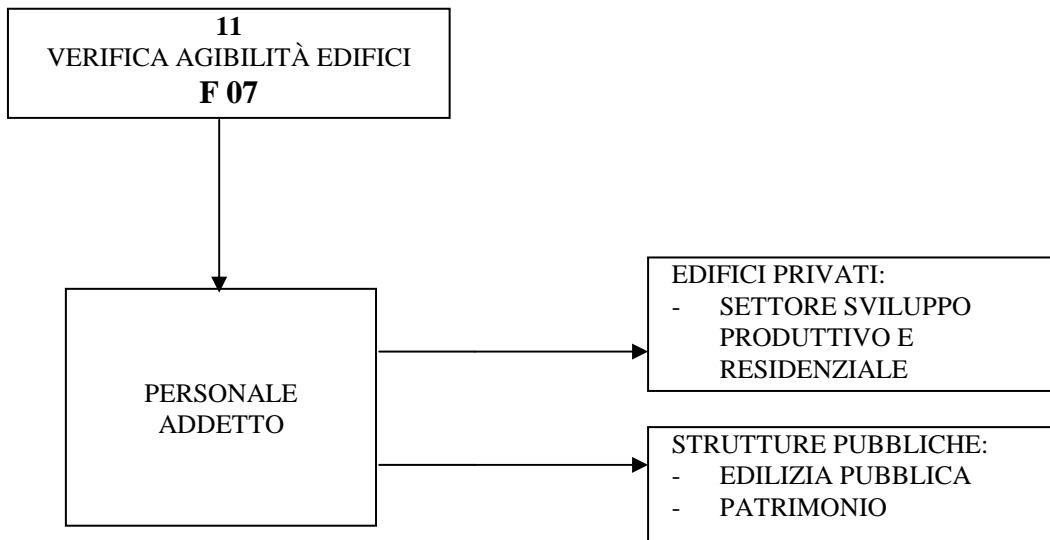 11
VERIFICA AGIBILITÀ EDIFICI
F 07
PERSONALE
ADDETTO
EDIFICI PRIVATI:
- SETTORE SVILUPPO
PRODUTTIVO E
RESIDENZIALE
STRUTTURE PUBBLICHE:
- EDILIZIA PUBBLICA
- PATRIMONIO